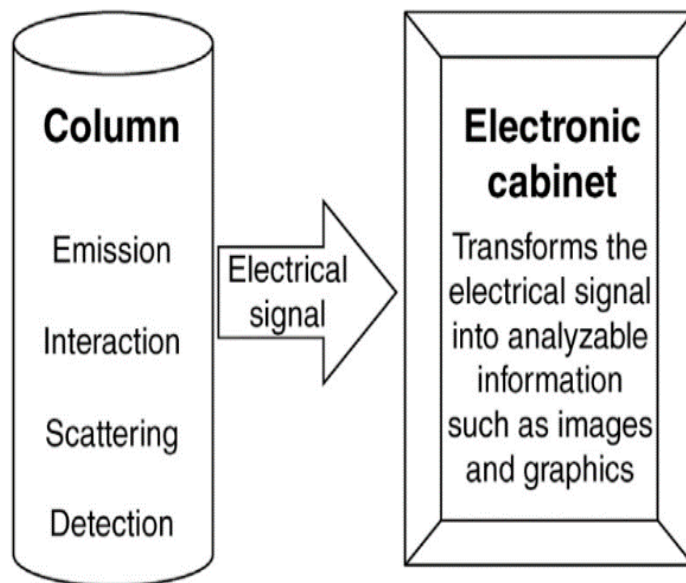 Column
Emission
Interaction
Scattering
Detection
Electrical
signal
Electronic
cabinet
Transforms the
electrical signal
into analyzable
information
such as images
and graphics